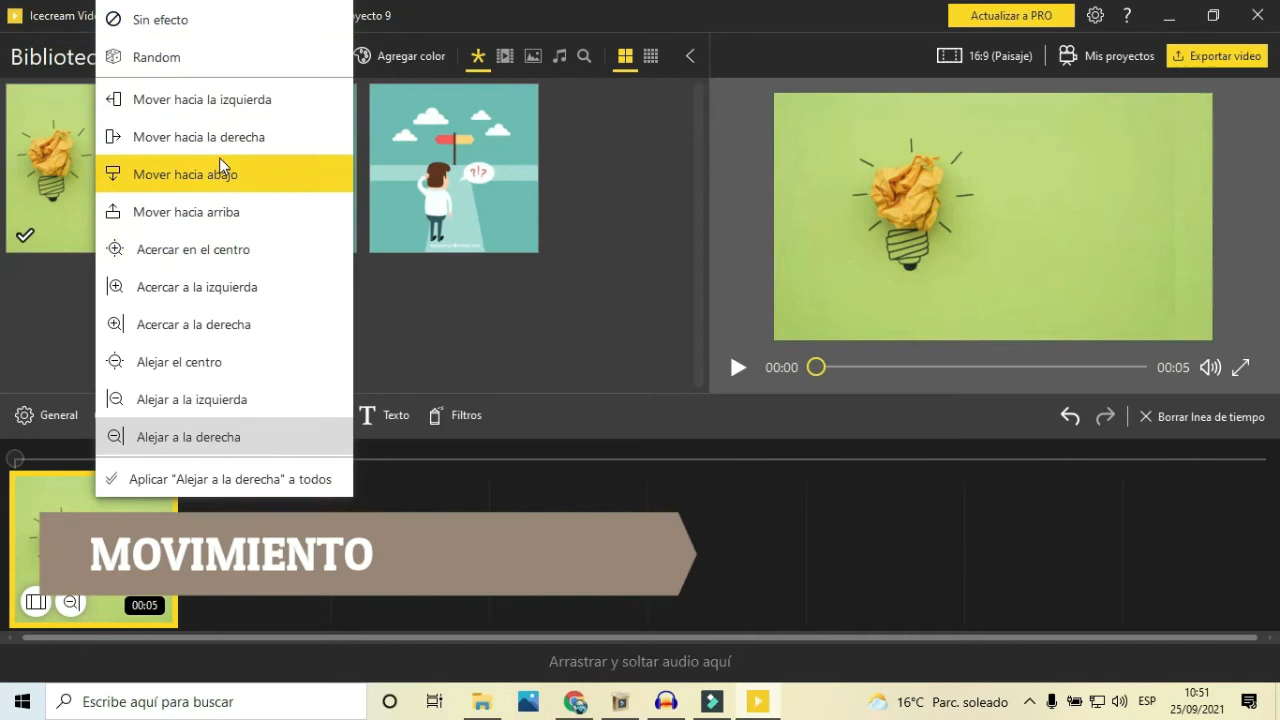 Icecream Vid
yecto 9
Actualizar a PRO
?
Bibliotec
Agregar color
16:9 (Paisaje)
Mis proyectos
Exportar video
Sin efecto
Random
Mover hacia la izquierda
Mover hacia la derecha
Mover hacia abajo
Mover hacia arriba
Acercar en el centro
Acercar a la izquierda
Acercar a la derecha
Alejar el centro
Alejar a la izquierda
Alejar a la derecha
Aplicar "Alejar a la derecha" a todos
?!?
00:00
00:05
General
Texto
Filtros
Borrar linea de tiempo
MOVIMIENTO
00:05
Arrastrar y soltar audio aquí
Escribe aquí para buscar
16°C Parc. soleado
ESP
10:51
25/09/2021